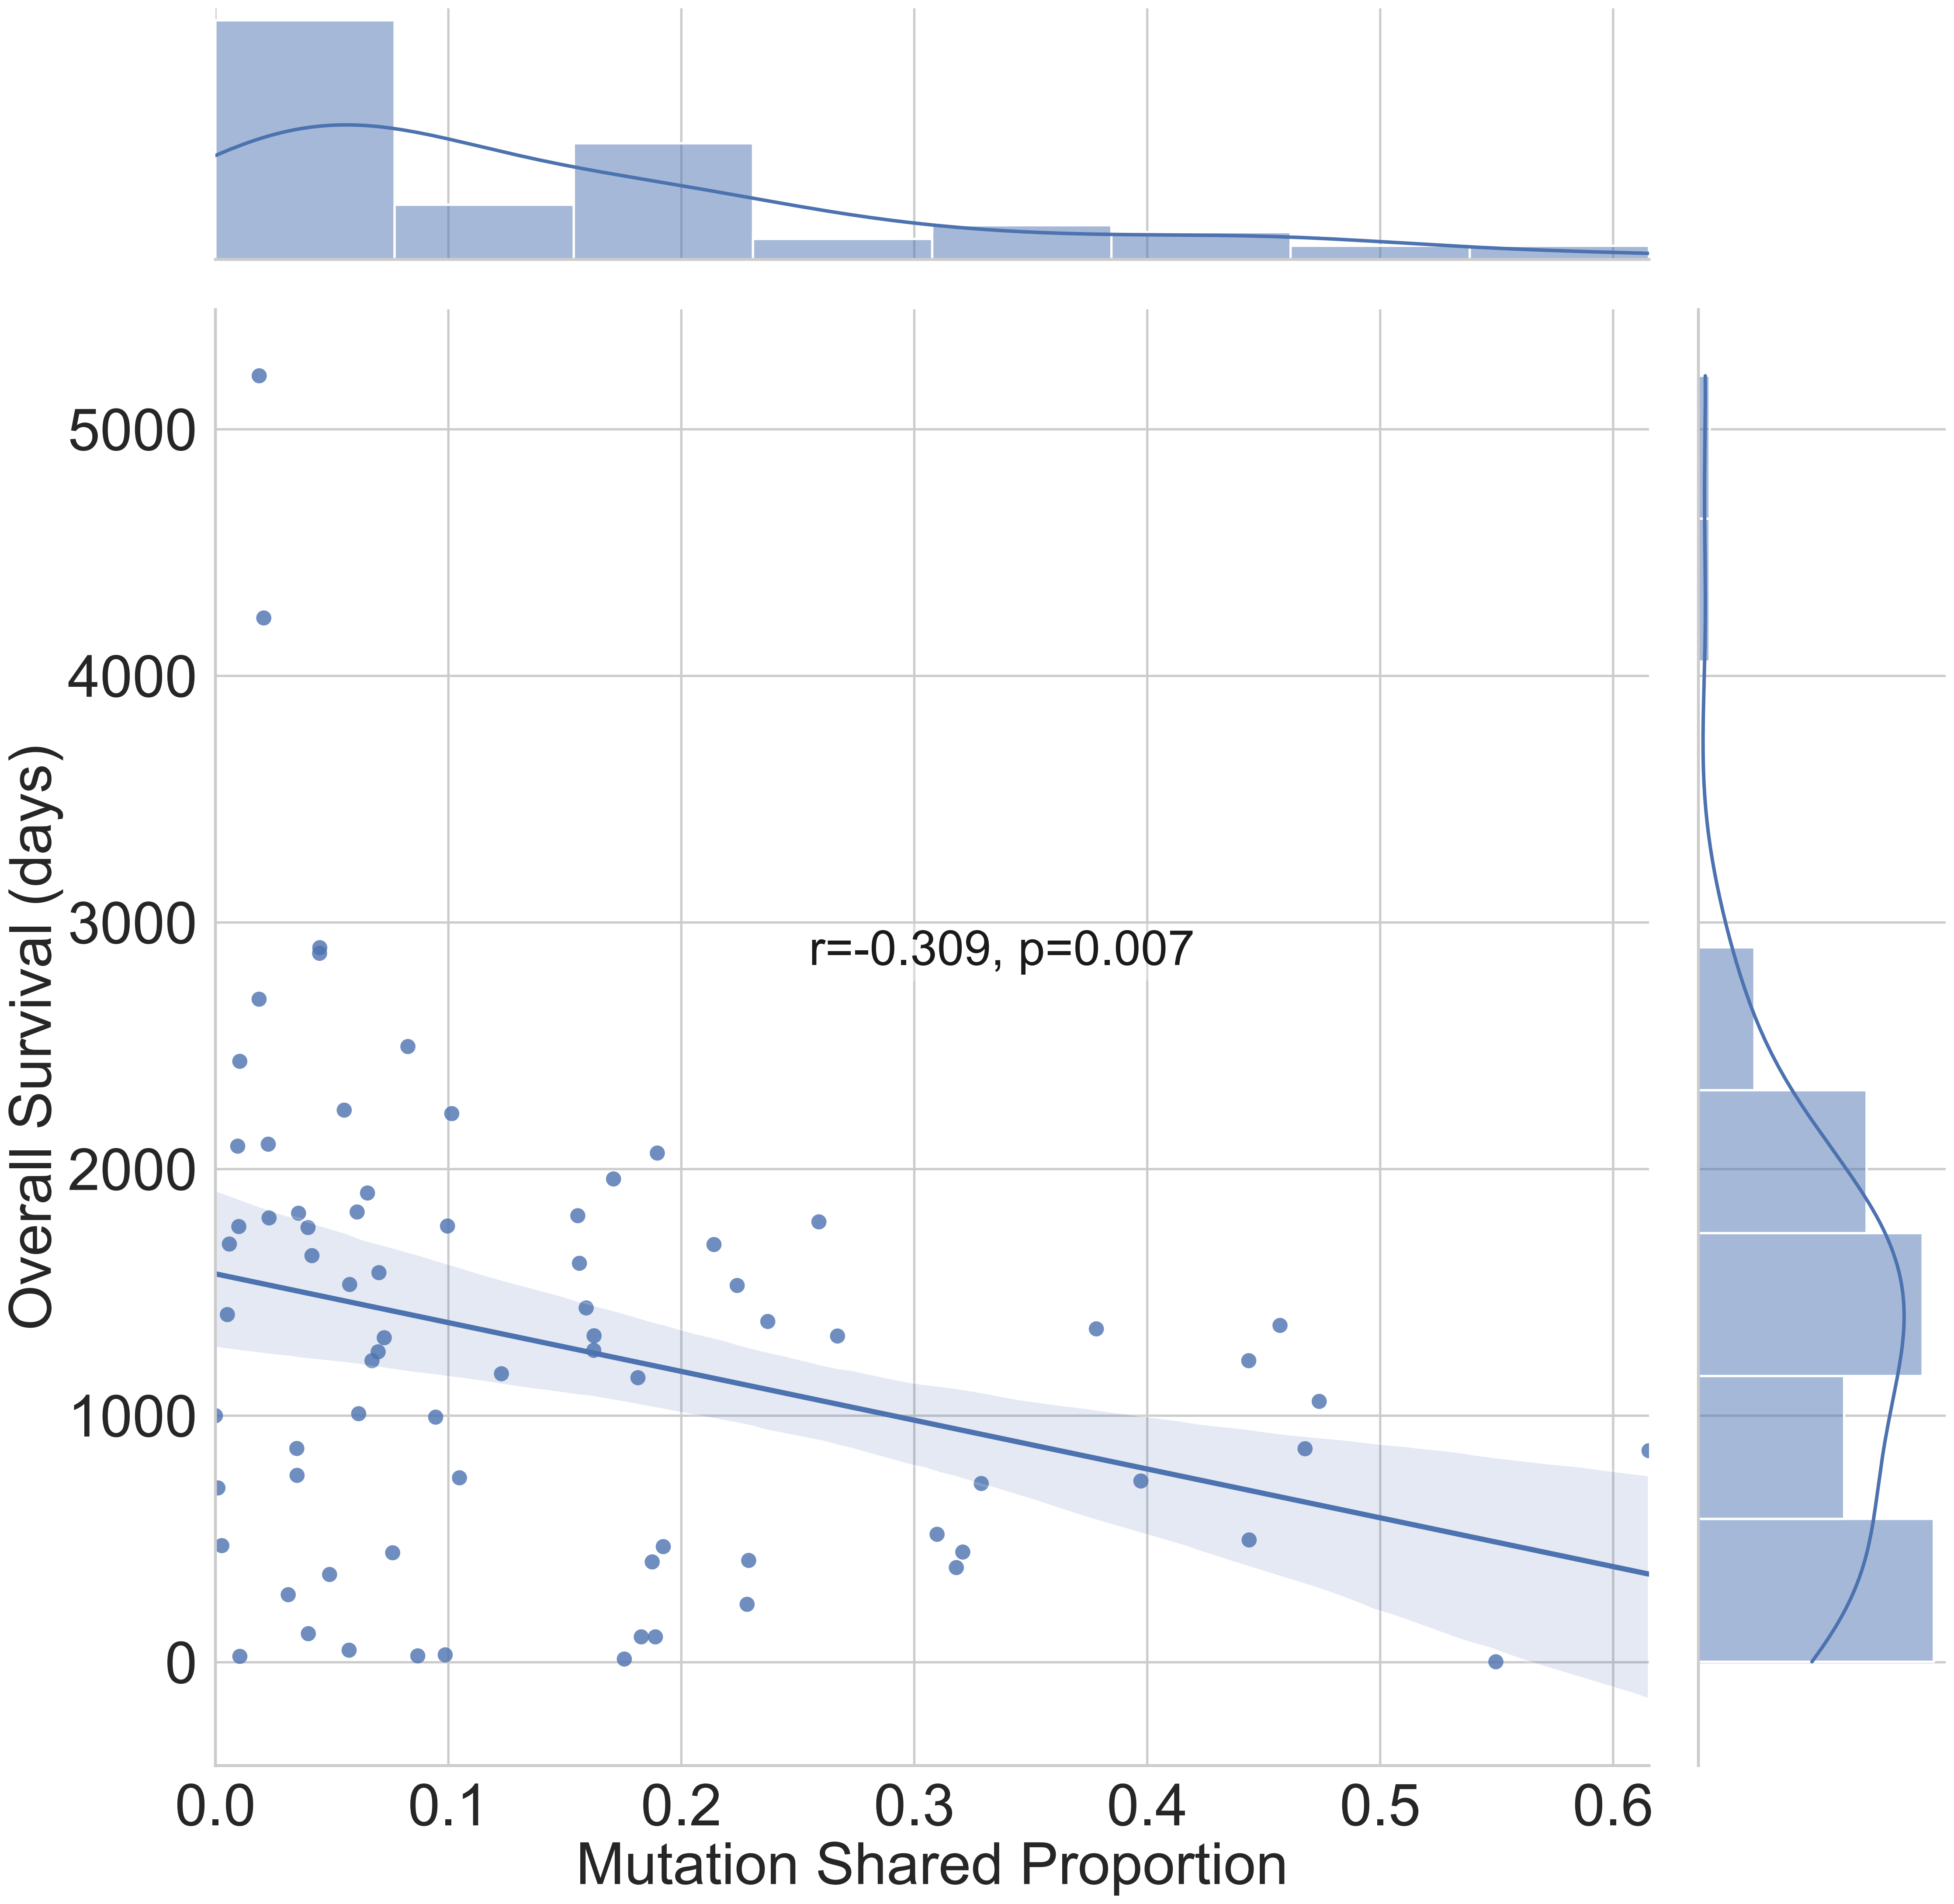 5000
4000
3000
2000
1000
0
Overall Survival (days)
r=-0.309, p=0.007
0.0 0.1 0.2 0.3 0.4 0.5 0.6
Mutation Shared Proportion